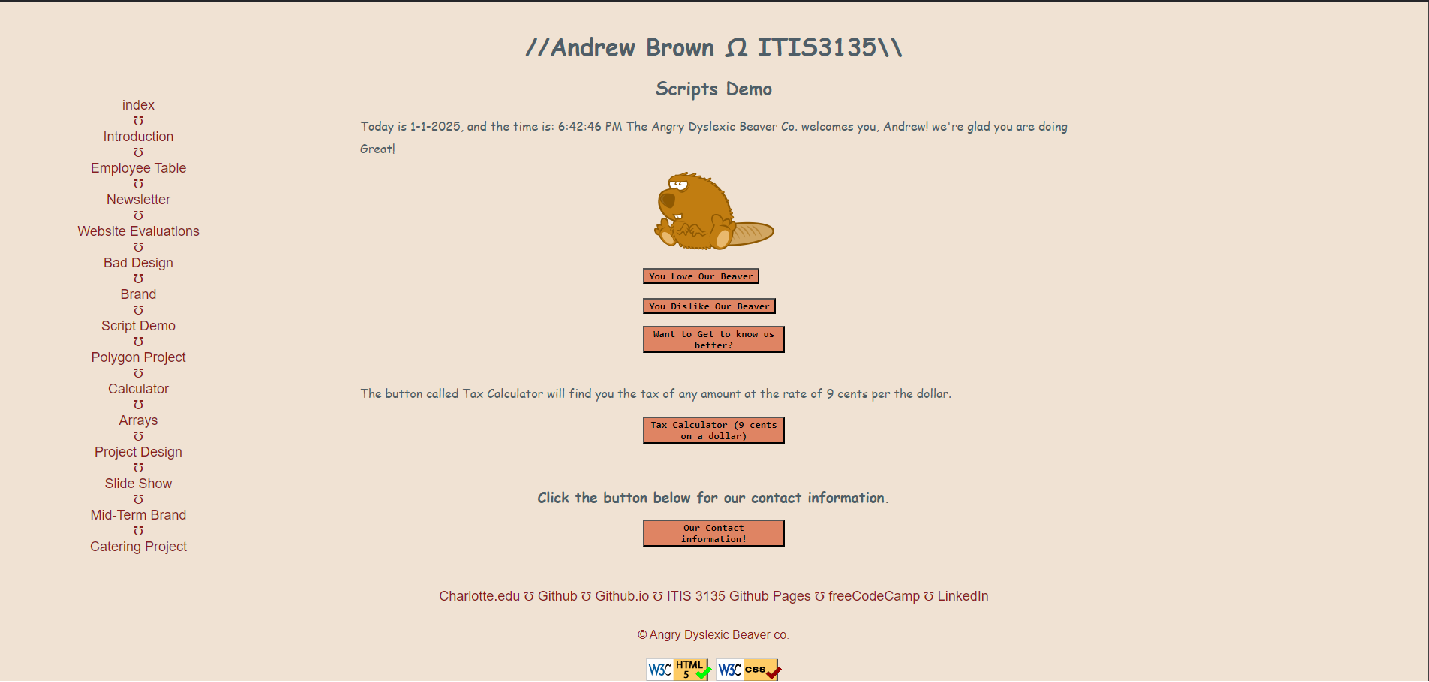 //Andrew Brown Ω ITIS3135\\
Scripts Demo
index
℧
Introduction
℧
Employee Table
℧
Newsletter
℧
Website Evaluations
℧
Bad Design
℧
Brand
℧
Script Demo
℧
Polygon Project
℧
Calculator
℧
Arrays
℧
Project Design
℧
Slide Show
℧
Mid-Term Brand
℧
Catering Project
Today is 1-1-2025, and the time is: 6:42:46 PM The Angry Dyslexic Beaver Co. welcomes you, Andrew! we're glad you are doing
Great!
You Love Our Beaver
You Dislike Our Beaver
Want to Get to know us
better?
The button called Tax Calculator will find you the tax of any amount at the rate of 9 cents per the dollar.
Tax Calculator (9 cents
on a dollar)
Click the button below for our contact information.
Our Contact
information!
Charlotte.edu ℧ Github ℧ Github.io ℧ ITIS 3135 Github Pages ℧ freeCodeCamp ℧ LinkedIn
© Angry Dyslexic Beaver co.
W3C HTML 5 W3C css